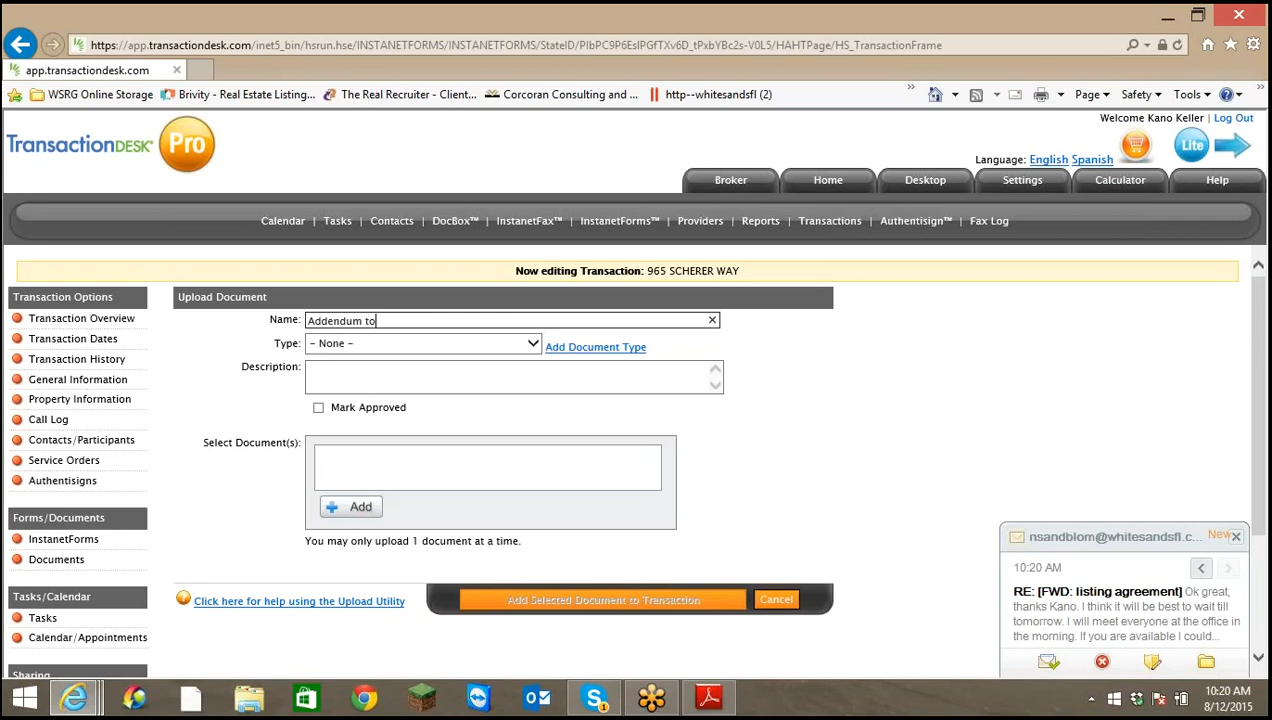 https://app.transactiondesk.com/inet5_bin/hsrun.hse/INSTANETFORMS/INSTANETFORMS/StateID/PIbPC9P6EsIPGfTXv6D_tPxbYBc2s-V0L5/HAHTPage/HS_TransactionFrame
app.transactiondesk.com
WSRG Online Storage
Brivity - Real Estate Listing...
The Real Recruiter - Client...
Corcoran Consulting and ...
http--whitesandsfl (2)
Page
Safety
Tools
Welcome Kano Keller | Log Out
TransactionDESK Pro
Language: English Spanish
Lite
Broker
Home
Desktop
Settings
Calculator
Help
Calendar | Tasks | Contacts | DocBox™ | InstanetFax™ | InstanetForms™ | Providers | Reports | Transactions | Authentisign™ | Fax Log
Now editing Transaction: 965 SCHERER WAY
Transaction Options
Transaction Overview
Transaction Dates
Transaction History
General Information
Property Information
Call Log
Contacts/Participants
Service Orders
Authentisigns
Forms/Documents
InstanetForms
Documents
Tasks/Calendar
Tasks
Calendar/Appointments
Sharing
Upload Document
Name: Addendum to
Type: - None -
Add Document Type
Description:
Mark Approved
Select Document(s):
Add
You may only upload 1 document at a time.
Click here for help using the Upload Utility
Add Selected Document to Transaction
Cancel
nsandblom@whitesandsfl.c... New
10:20 AM
RE: [FWD: listing agreement] Ok great,
thanks Kano. I think it will be best to wait till
tomorrow. I will meet everyone at the office in
the morning. If you are available I could...
10:20 AM
8/12/2015